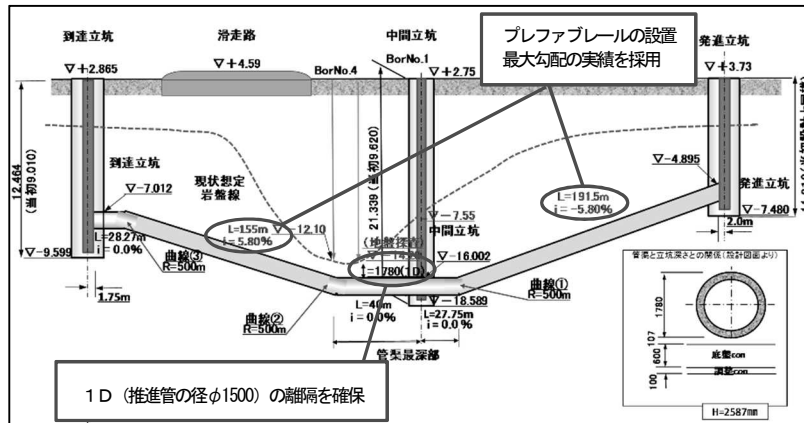 到達立坑
▽+2.865
滑走路
▽+4.59
中間立坑
BorNo.4
BorNo.1
▽+2.75
プレファブレールの設置
最大勾配の実績を採用
発進立坑
▽+3.73
12.464
(当初9.010)
21.339(当初9.620)
到達立坑
▽-7.012
現状想定
岩盤線
L=155m
i=5.80%
▽-12.10
(地盤探査)
▽-7.55
中間立坑
▽-16.002
L=191.5m
i=-5.80%
▽-4.895
発進立坑
▽-7.480
2.0m
▽-9.599
L=28.27m
i=0.0%
曲線③
R=500m
1.75m
=1780(1D)
曲線②
R=500m
L=40m
i=0.0%
▽-18.589
L=27.75m
i=0.0%
曲線①
R=500m
管渠最深部
管渠と立坑深さとの関係(設計図面より)
1780
107
600
100
底盤con
調整con
H=2587mm
1D(推進管の径φ1500)の離隔を確保